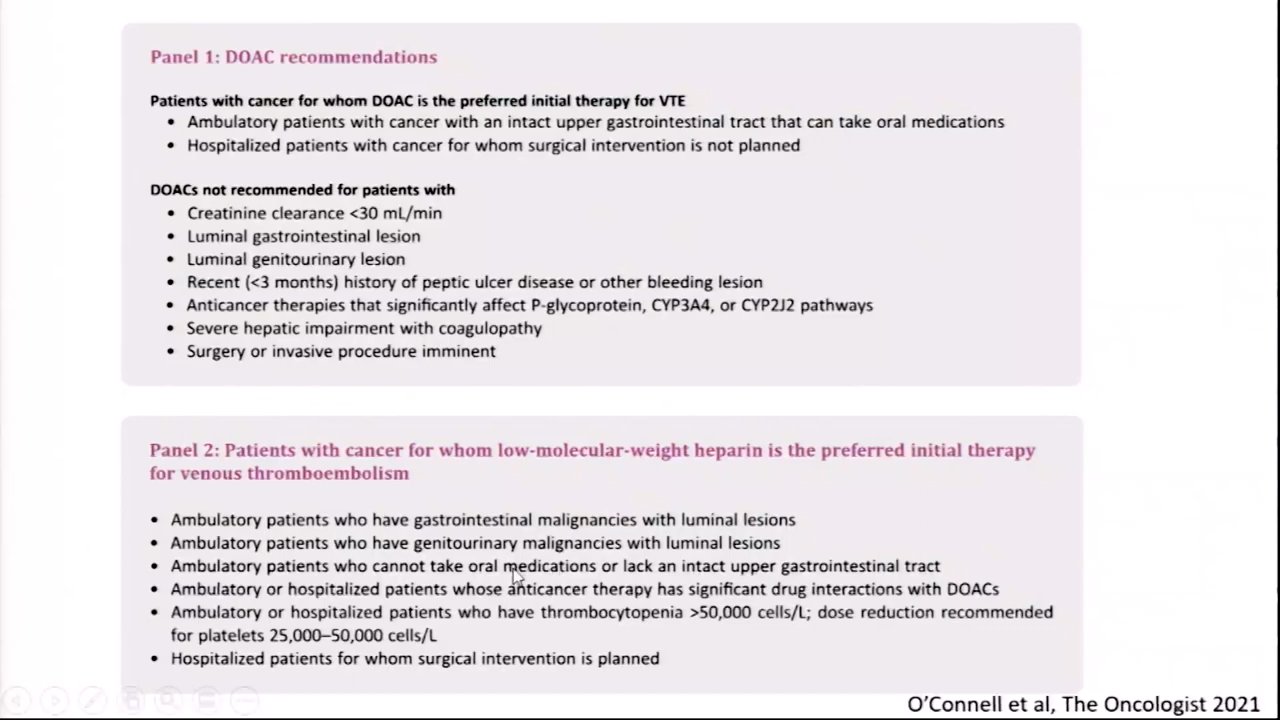 Panel 1: DOAC recommendations
Patients with cancer for whom DOAC is the preferred initial therapy for VTE
• Ambulatory patients with cancer with an intact upper gastrointestinal tract that can take oral medications
• Hospitalized patients with cancer for whom surgical intervention is not planned
DOACs not recommended for patients with
• Creatinine clearance <30 mL/min
• Luminal gastrointestinal lesion
• Luminal genitourinary lesion
• Recent (<3 months) history of peptic ulcer disease or other bleeding lesion
• Anticancer therapies that significantly affect P-glycoprotein, CYP3A4, or CYP2J2 pathways
• Severe hepatic impairment with coagulopathy
• Surgery or invasive procedure imminent
Panel 2: Patients with cancer for whom low-molecular-weight heparin is the preferred initial therapy
for venous thromboembolism
• Ambulatory patients who have gastrointestinal malignancies with luminal lesions
• Ambulatory patients who have genitourinary malignancies with luminal lesions
• Ambulatory patients who cannot take oral medications or lack an intact upper gastrointestinal tract
• Ambulatory or hospitalized patients whose anticancer therapy has significant drug interactions with DOACs
• Ambulatory or hospitalized patients who have thrombocytopenia >50,000 cells/L; dose reduction recommended
for platelets 25,000–50,000 cells/L
• Hospitalized patients for whom surgical intervention is planned
O'Connell et al, The Oncologist 2021